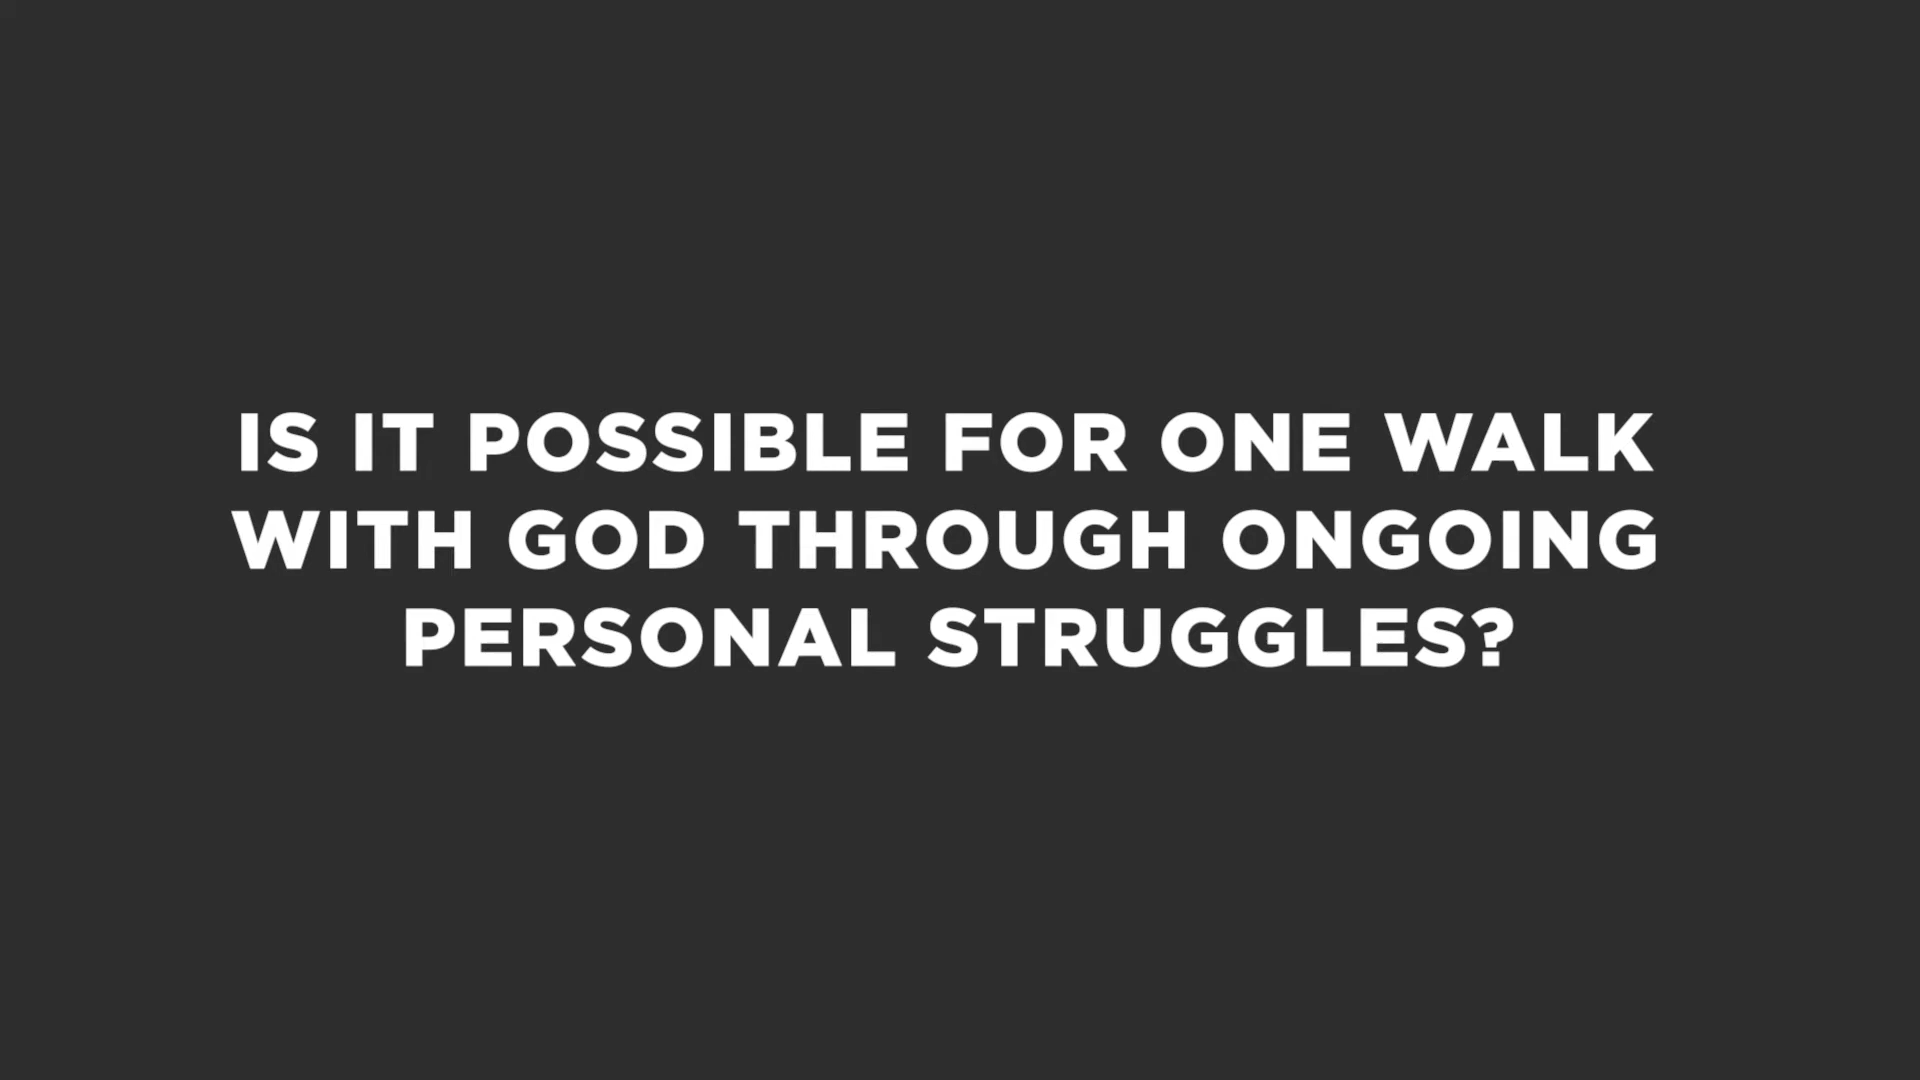 IS IT POSSIBLE FOR ONE WALK
WITH GOD THROUGH ONGOING
PERSONAL STRUGGLES?